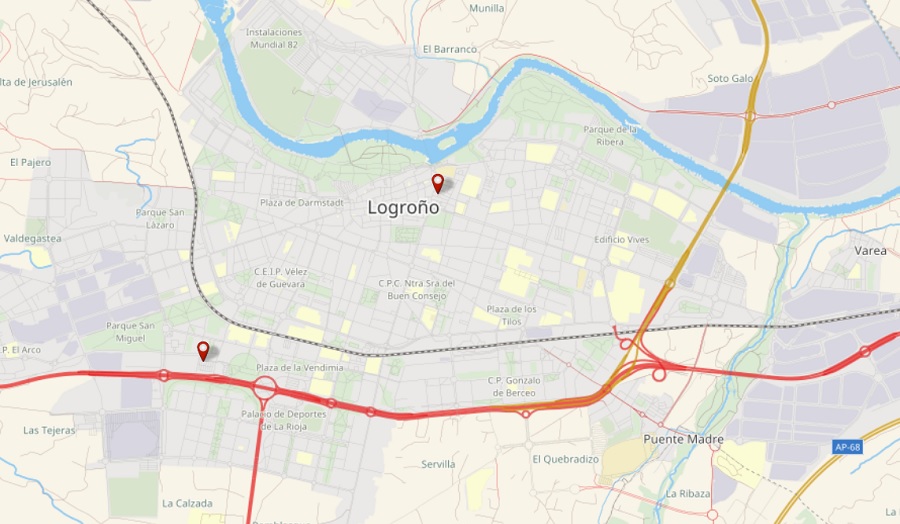 Munilla
Instalaciones
Mundial 82
El Barranco
lta de Jerusalén
Soto Galo
Parque de la
Ribera
El Pajero
Plaza de Darmstadt
Logroño
Parque San
Lázaro
Valdegastea
Edificio Vives
Varea
C.E.I.P. Vélez
de Guevara
C.P.C. Ntra Sra del
Buen Consejo
Plaza de los
Tilos
Parque San
Miguel
P. El Arco
Plaza de la Vendimia
C.P. Gonzalo
de Berceo
Palacio de Deportes
de La Rioja
Las Tejeras
Puente Madre
AP-68
Servilla
El Quebradizo
La Ribaza
La Calzada
La